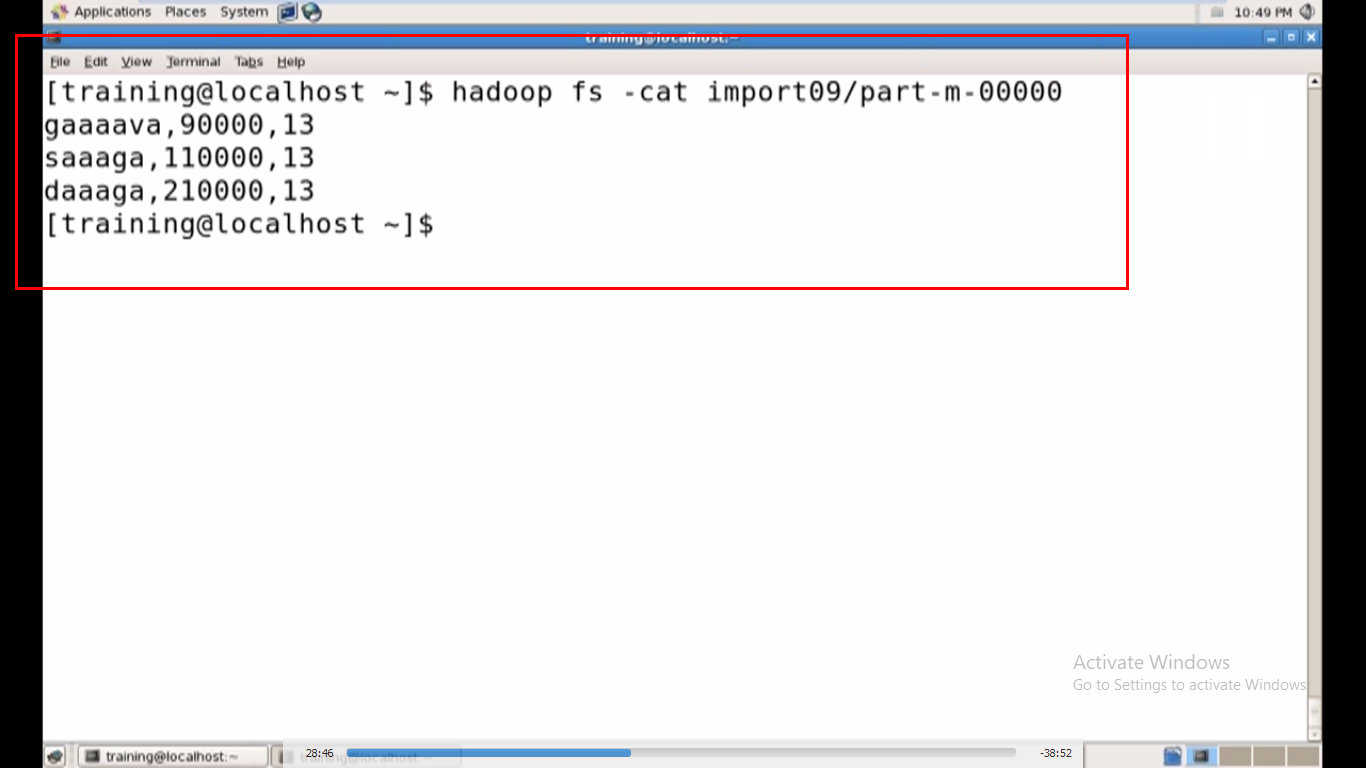 Applications Places System 10:49 PM
training@localhost:~
File Edit View Terminal Tabs Help
[training@localhost ~]$ hadoop fs -cat import09/part-m-00000
gaaaava,90000,13
saaaga,110000,13
daaaga,210000,13
[training@localhost ~]$
Activate Windows
Go to Settings to activate Windows
training@localhost:~ training@localhost:~
28:46 -38:52